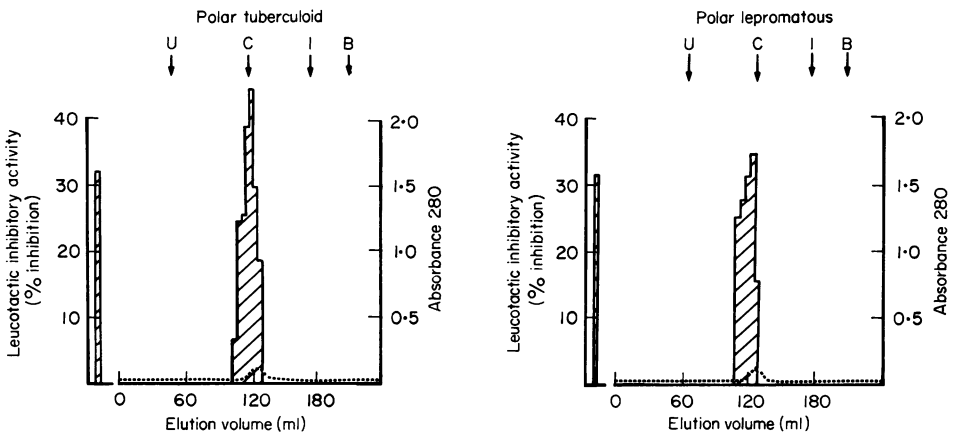 Polar tuberculoid
U C I B
Leucotactic inhibitory activity
(% inhibition)
40
30
20
10
2·0
1·5
1·0
0·5
Absorbance 280
0 60 120 180
Elution volume (ml)
Polar lepromatous
U C I B
Leucotactic inhibitory activity
(% inhibition)
40
30
20
10
2·0
1·5
1·0
0·5
Absorbance 280
0 60 120 180
Elution volume (ml)